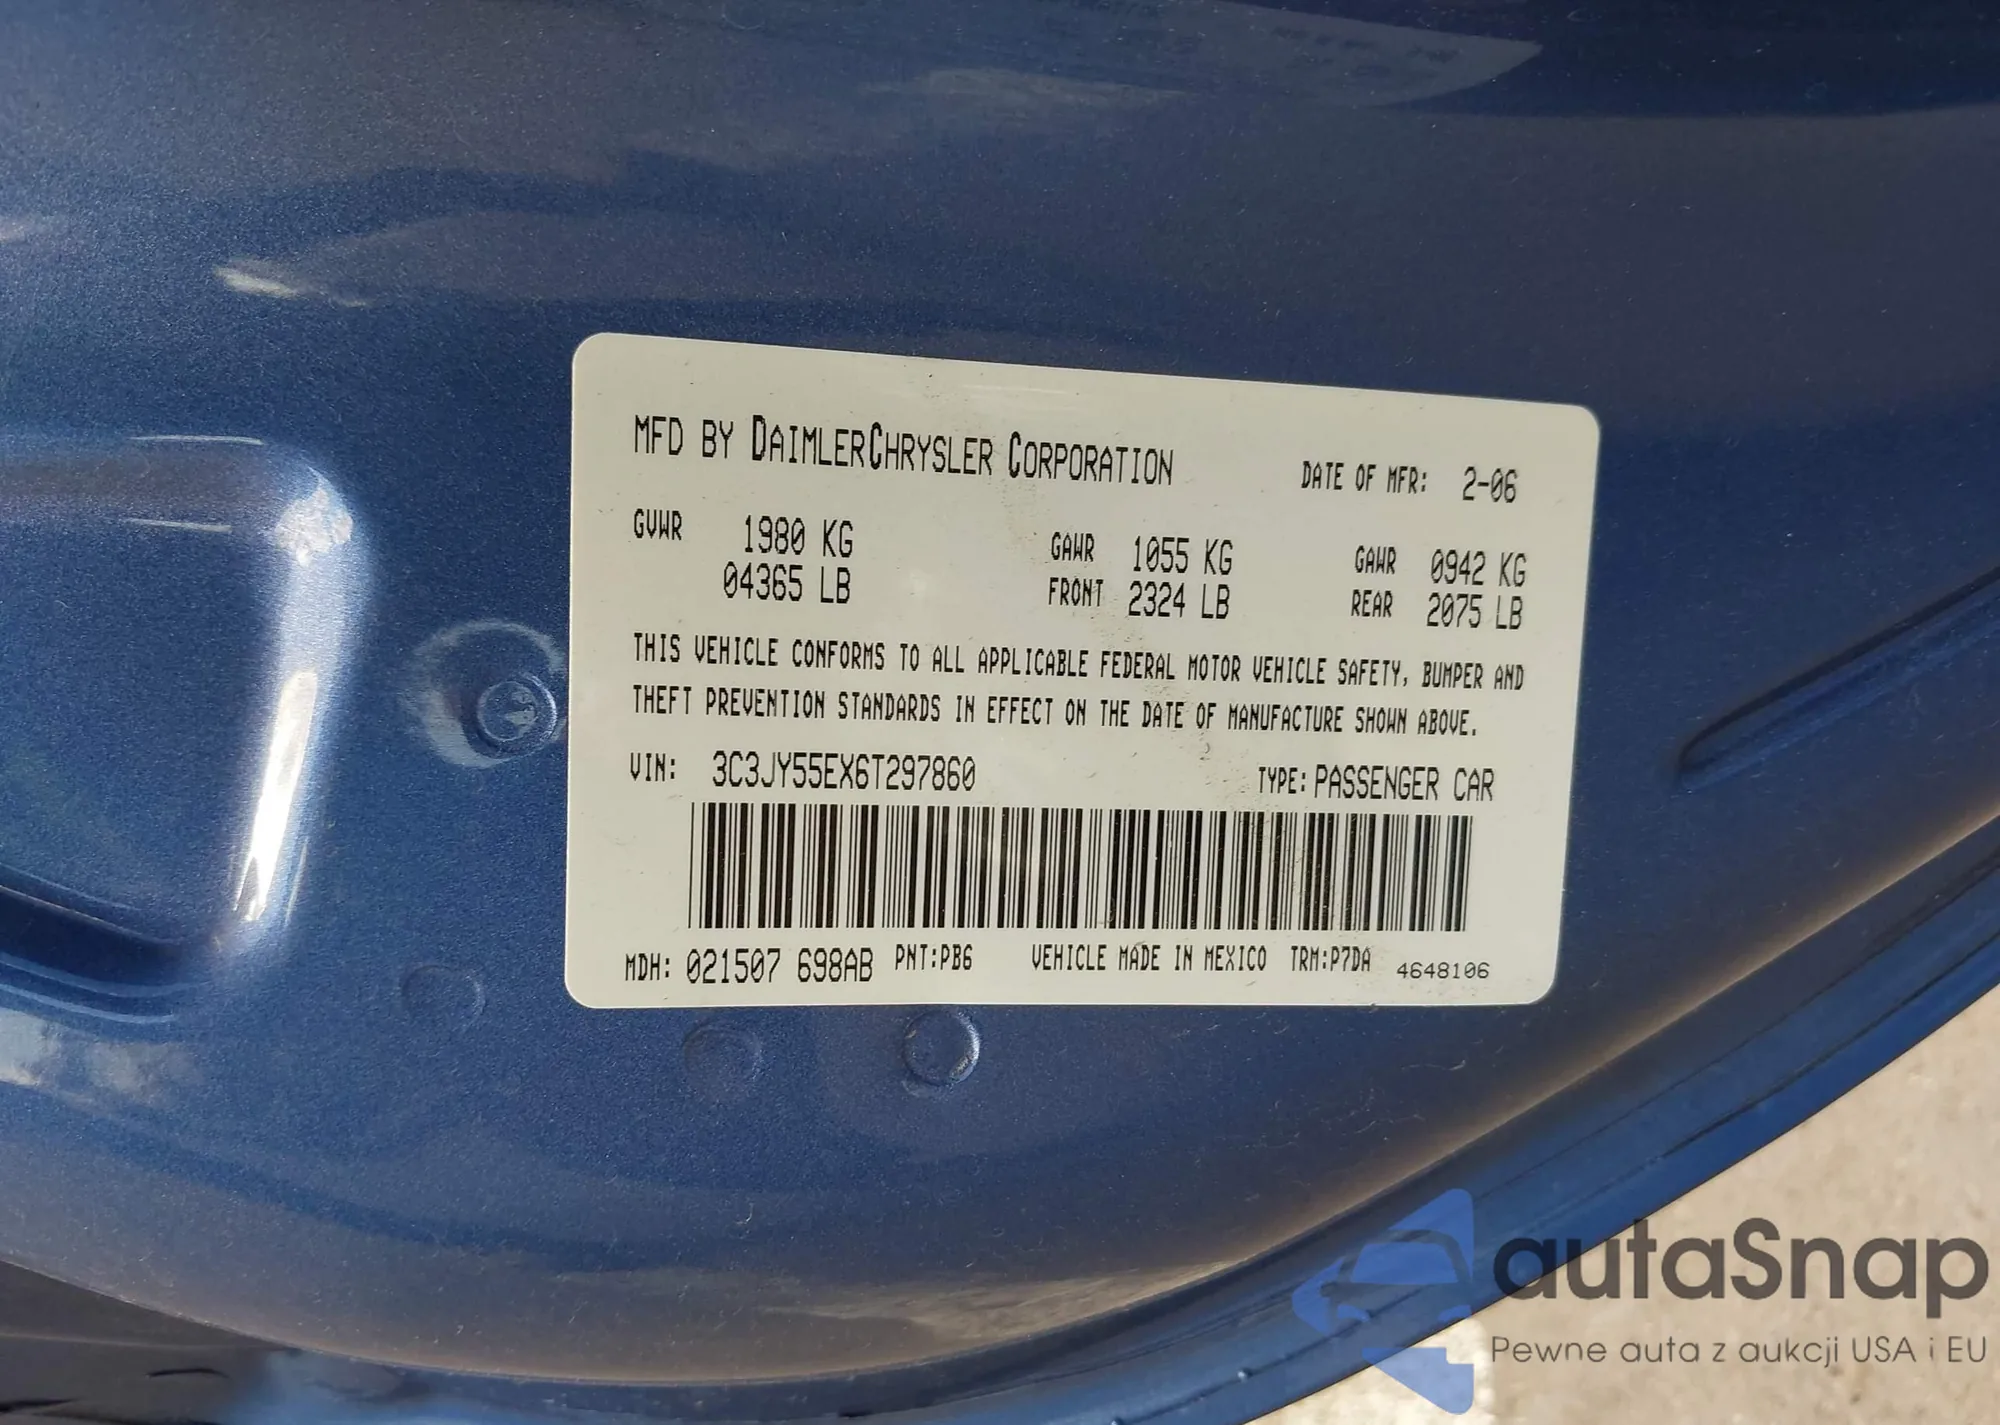 MFD BY DAIMLERCHRYSLER CORPORATION DATE OF MFR: 2-06
GVWR 1980 KG GAWR 1055 KG GAWR 0942 KG
04365 LB FRONT 2324 LB REAR 2075 LB
THIS VEHICLE CONFORMS TO ALL APPLICABLE FEDERAL MOTOR VEHICLE SAFETY, BUMPER AND
THEFT PREVENTION STANDARDS IN EFFECT ON THE DATE OF MANUFACTURE SHOWN ABOVE.
VIN: 3C3JY55EX6T297860 TYPE: PASSENGER CAR
MDH: 021507 698AB PNT:PB6 VEHICLE MADE IN MEXICO TRM:P7DA 4648106
autaSnap
Pewne auta z aukcji USA i EU